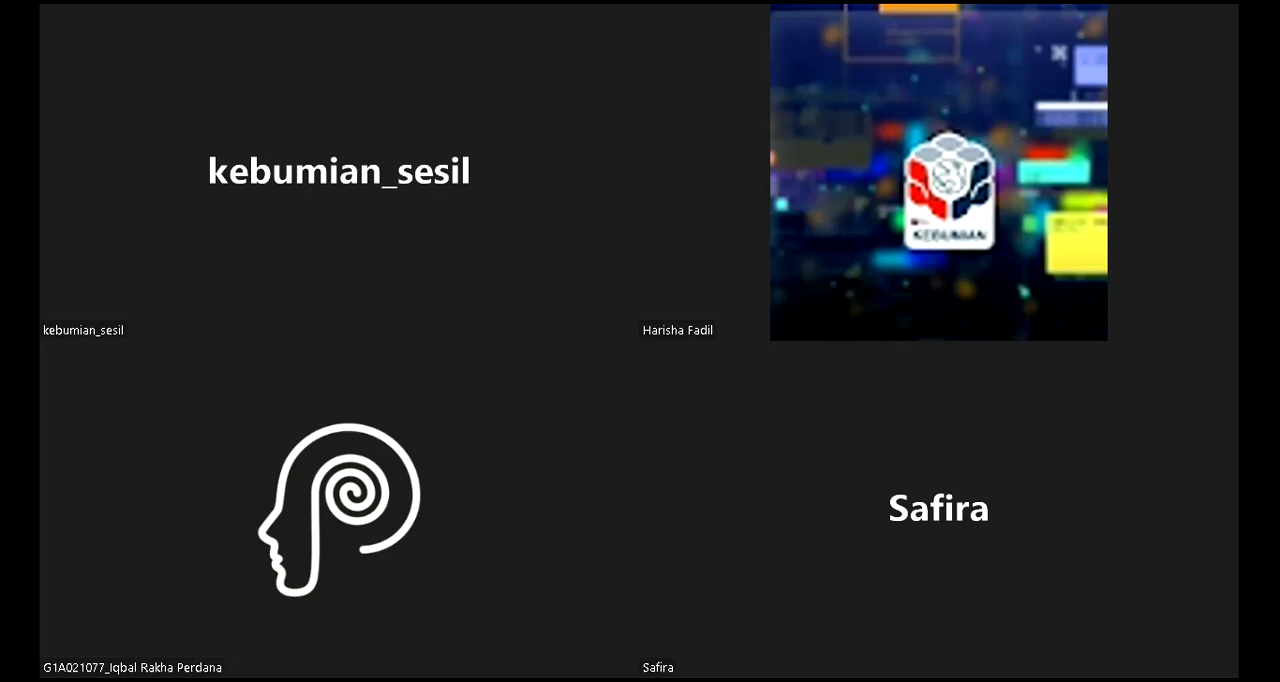 kebumian_sesil
KEBUMIAN
kebumian_sesil
Harisha Fadil
Safira
G1A021077_Iqbal Rakha Perdana
Safira